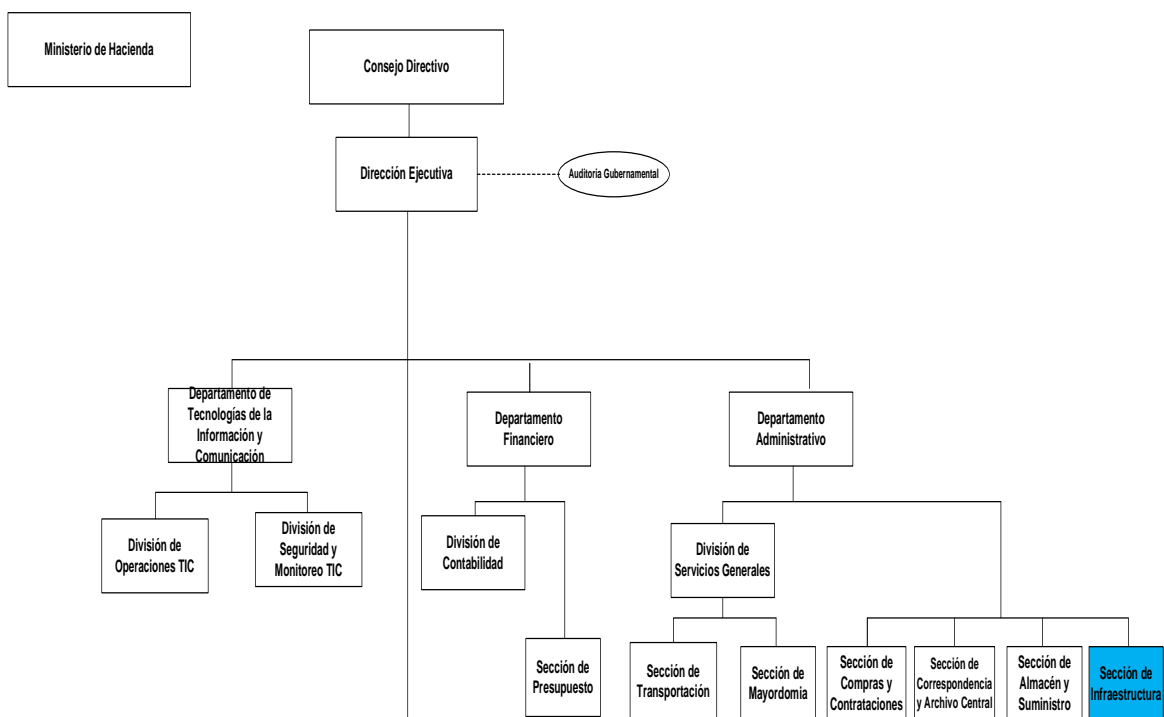 Ministerio de Hacienda
Consejo Directivo
Dirección Ejecutiva
Auditoria Gubernamental
Departamento de
Tecnologías de la
Información y
Comunicación
Departamento
Financiero
Departamento
Administrativo
División de
Operaciones TIC
División de
Seguridad y
Monitoreo TIC
División de
Contabilidad
División de
Servicios Generales
Sección de
Presupuesto
Sección de
Transportación
Sección de
Mayordomia
Sección de
Compras y
Contrataciones
Sección de
Correspondencia
y Archivo Central
Sección de
Almacén y
Suministro
Sección de
Infraestructura